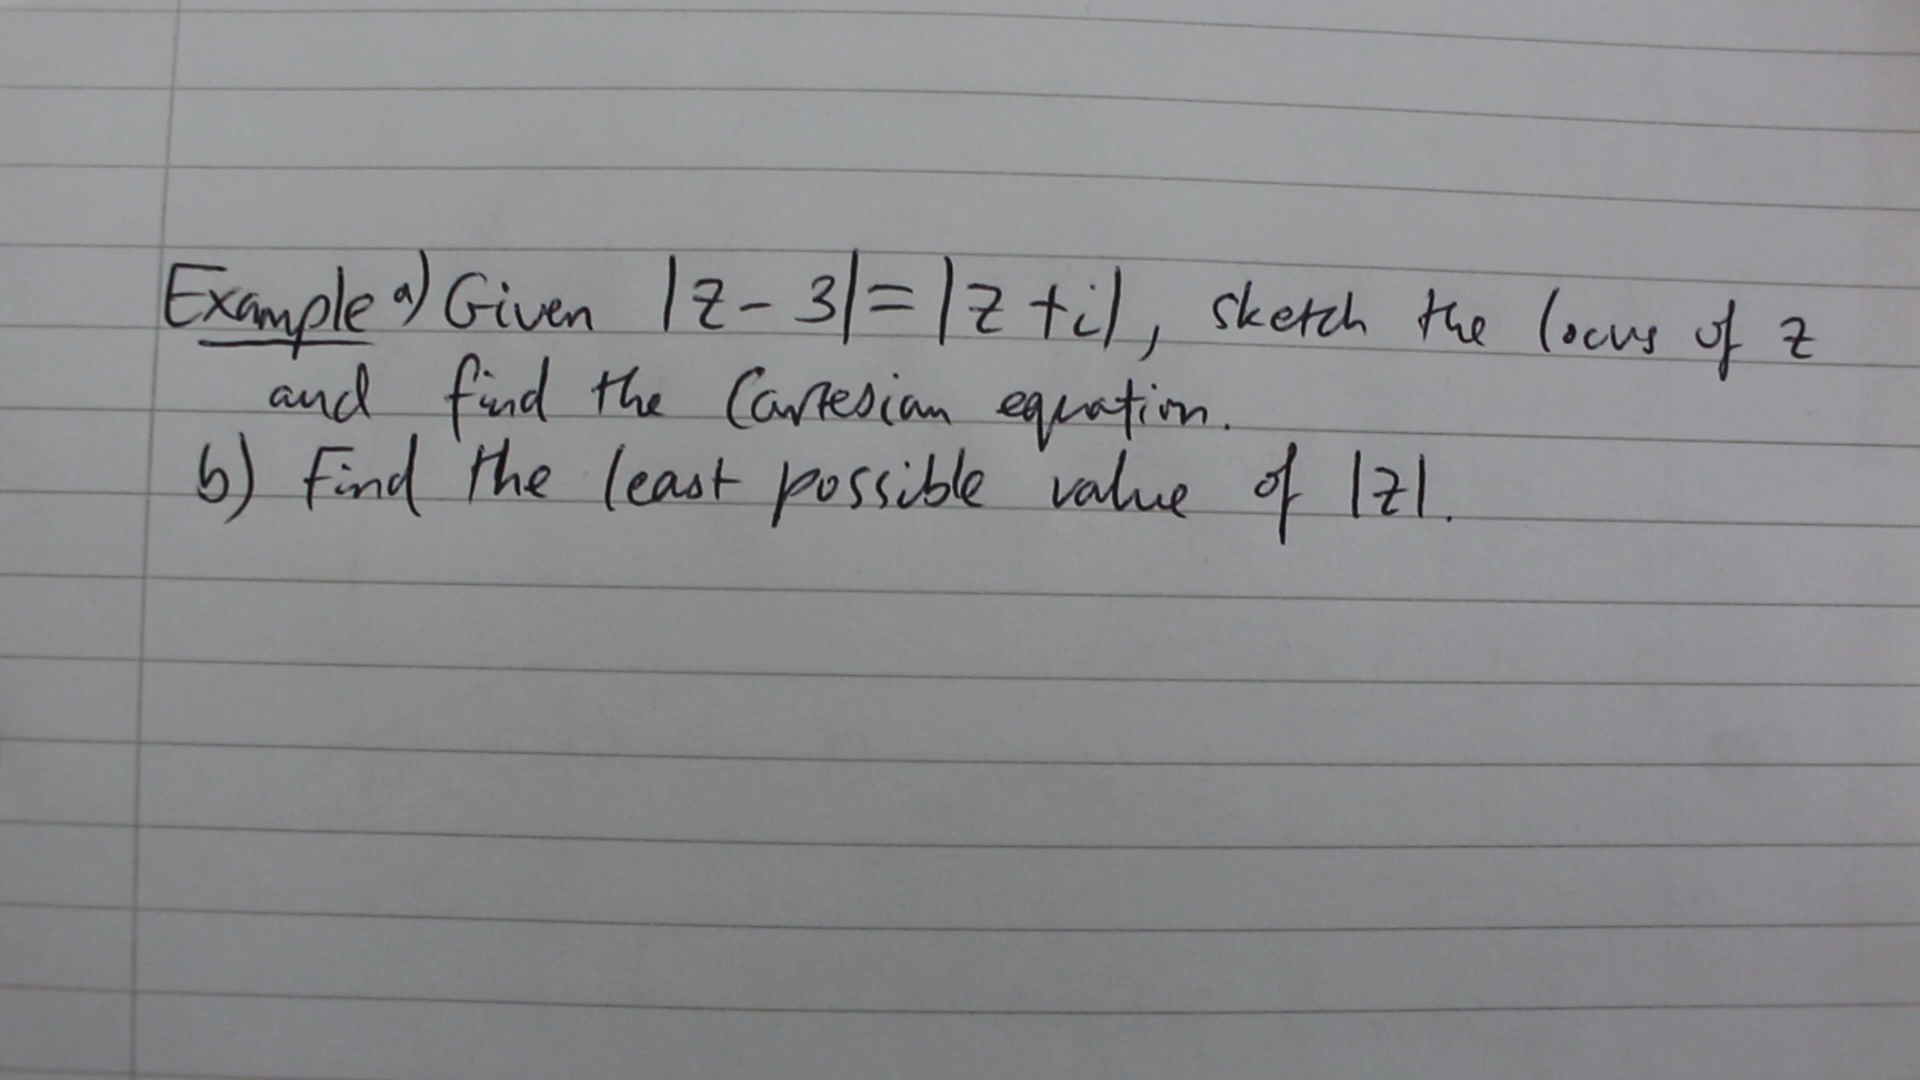 Example a) Given |z - 3| = |z + i|, sketch the locus of z
and find the Cartesian equation.
b) Find the least possible value of |z|.